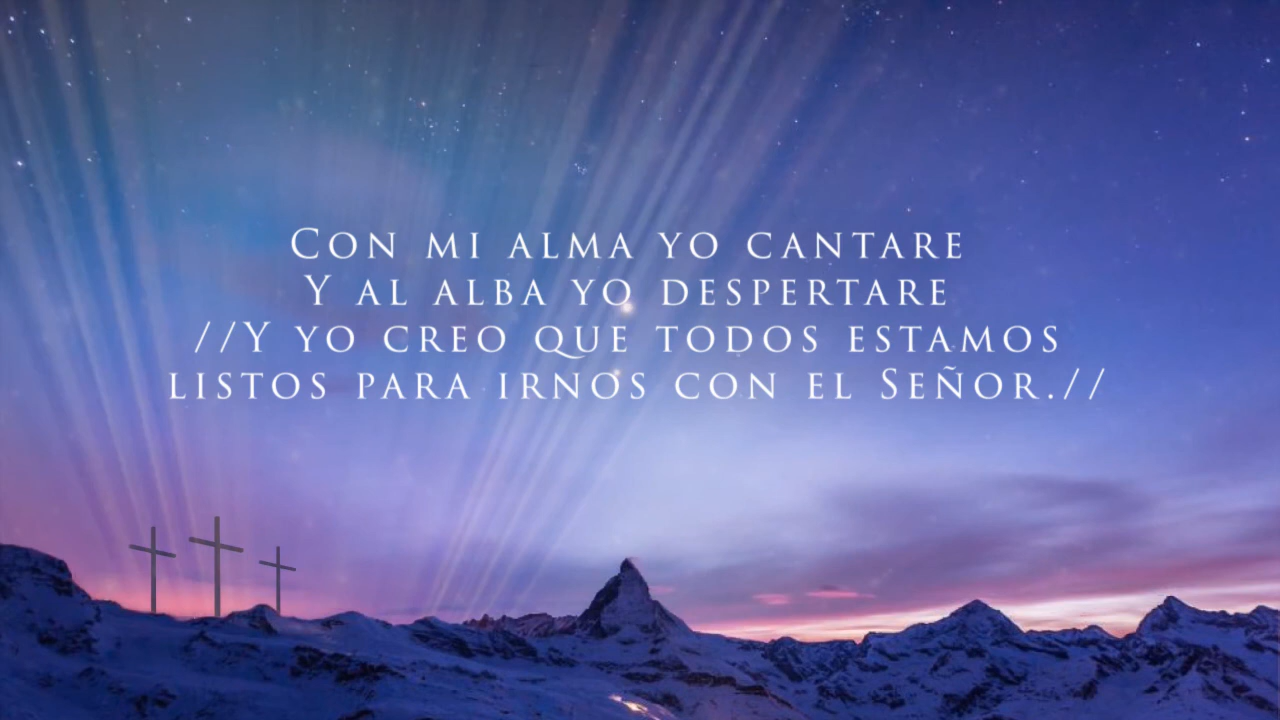 Con mi alma yo cantare
Y al alba yo despertare
//Y yo creo que todos estamos
listos para irnos con el Señor.//